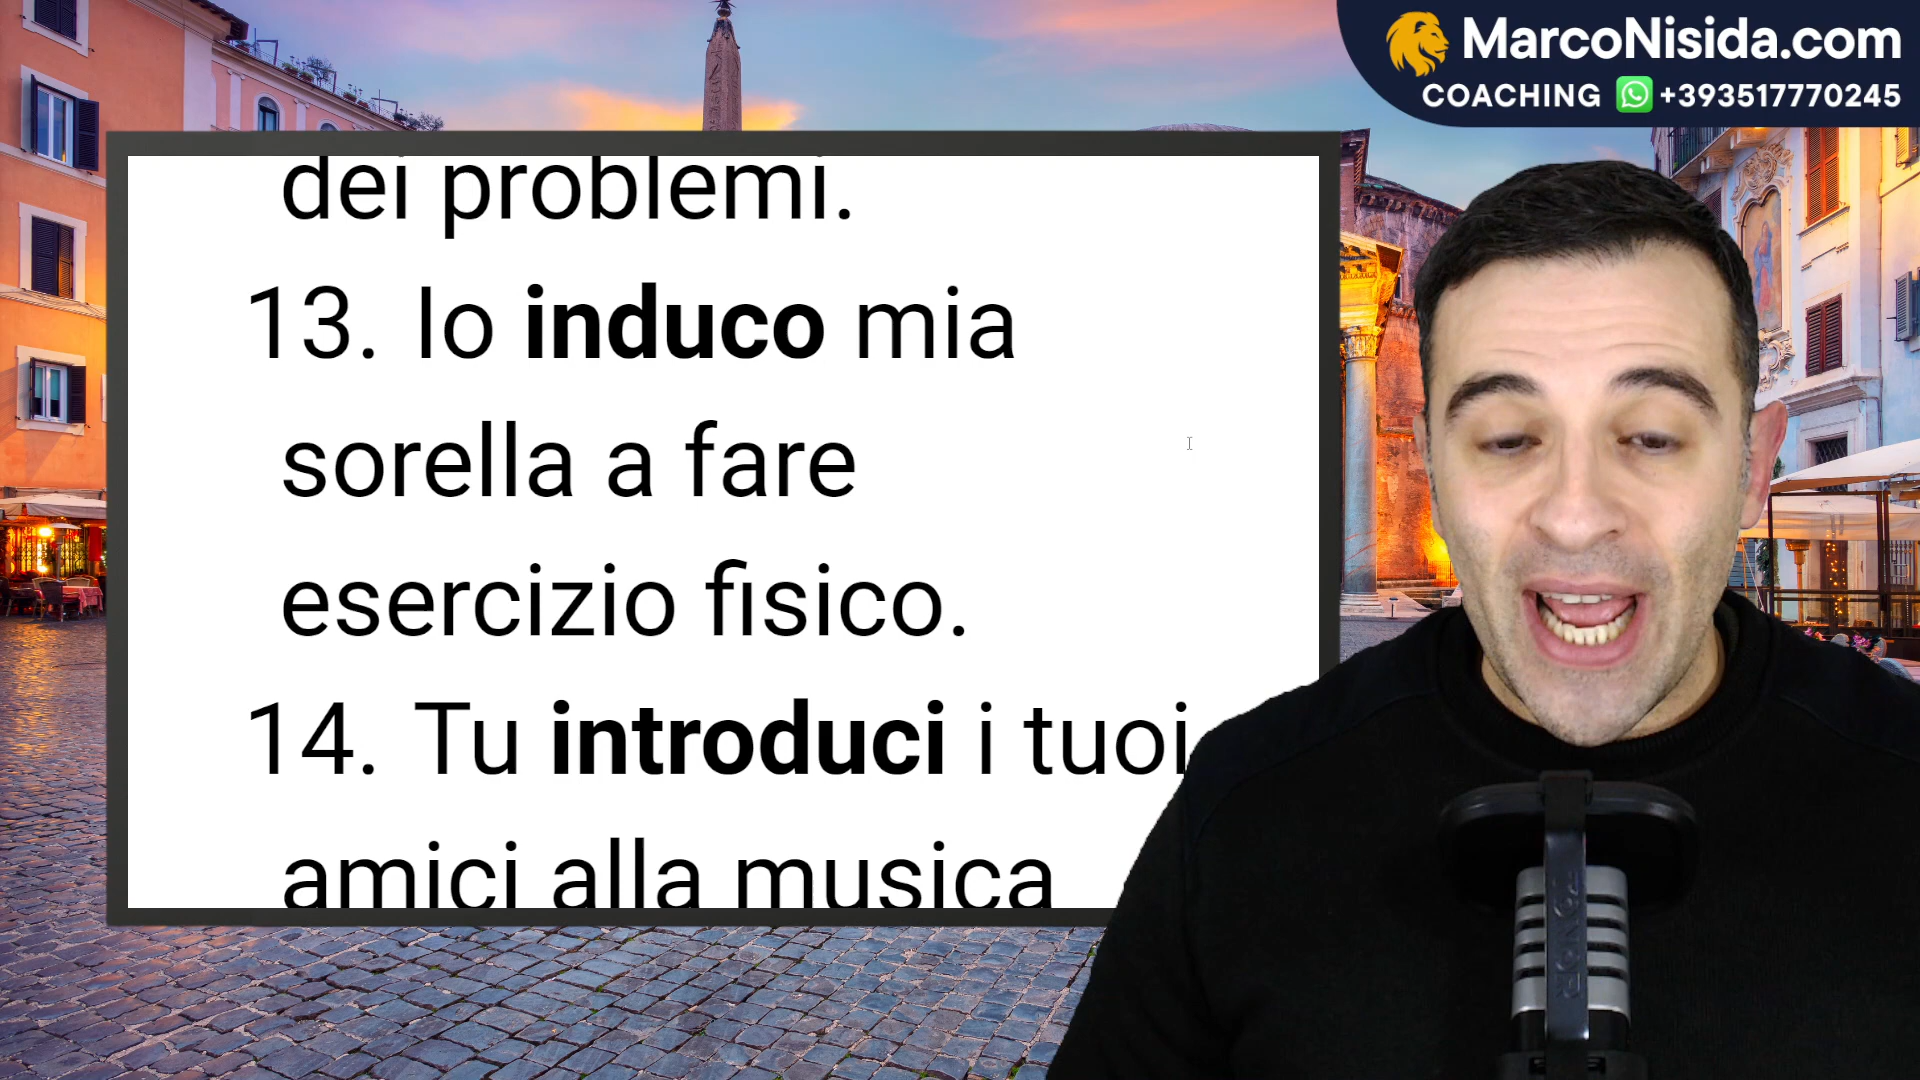 MarcoNisida.com
COACHING +393517770245
dei problemi.
13. Io induco mia
sorella a fare
esercizio fisico.
14. Tu introduci i tuoi
amici alla musica